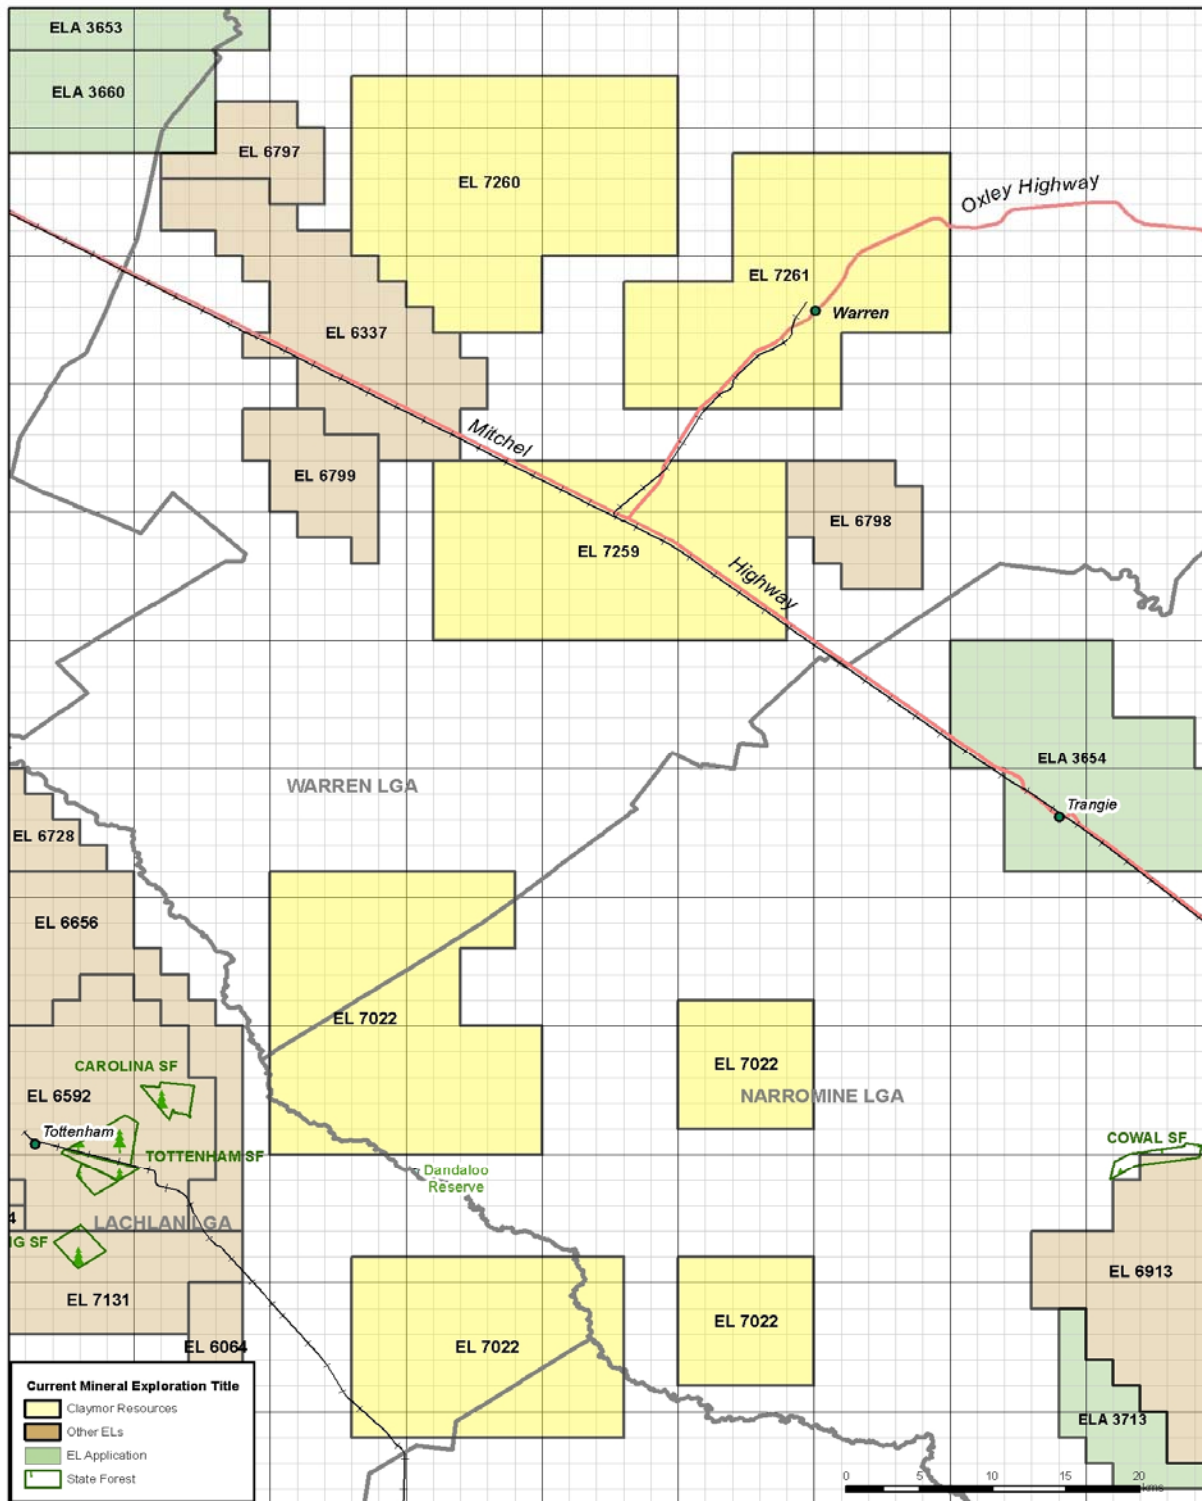 ELA 3653
ELA 3660
EL 6797
EL 7260
Oxley Highway
EL 7261
Warren
EL 6337
Mitchel
EL 6799
EL 6798
EL 7259
Highway
ELA 3654
WARREN LGA
Trangie
EL 6728
EL 6656
EL 7022
CAROLINA SF
EL 7022
EL 6592
NARROMINE LGA
Tottenham
COWAL SF
TOTTENHAM SF
Dandaloo
Reserve
4
LACHLAN LGA
IG SF
EL 6913
EL 7131
EL 7022
EL 7022
EL 6064
Current Mineral Exploration Title
Claymor Resources
Other ELs
EL Application
State Forest
ELA 3713
0 5 10 15 20
kms